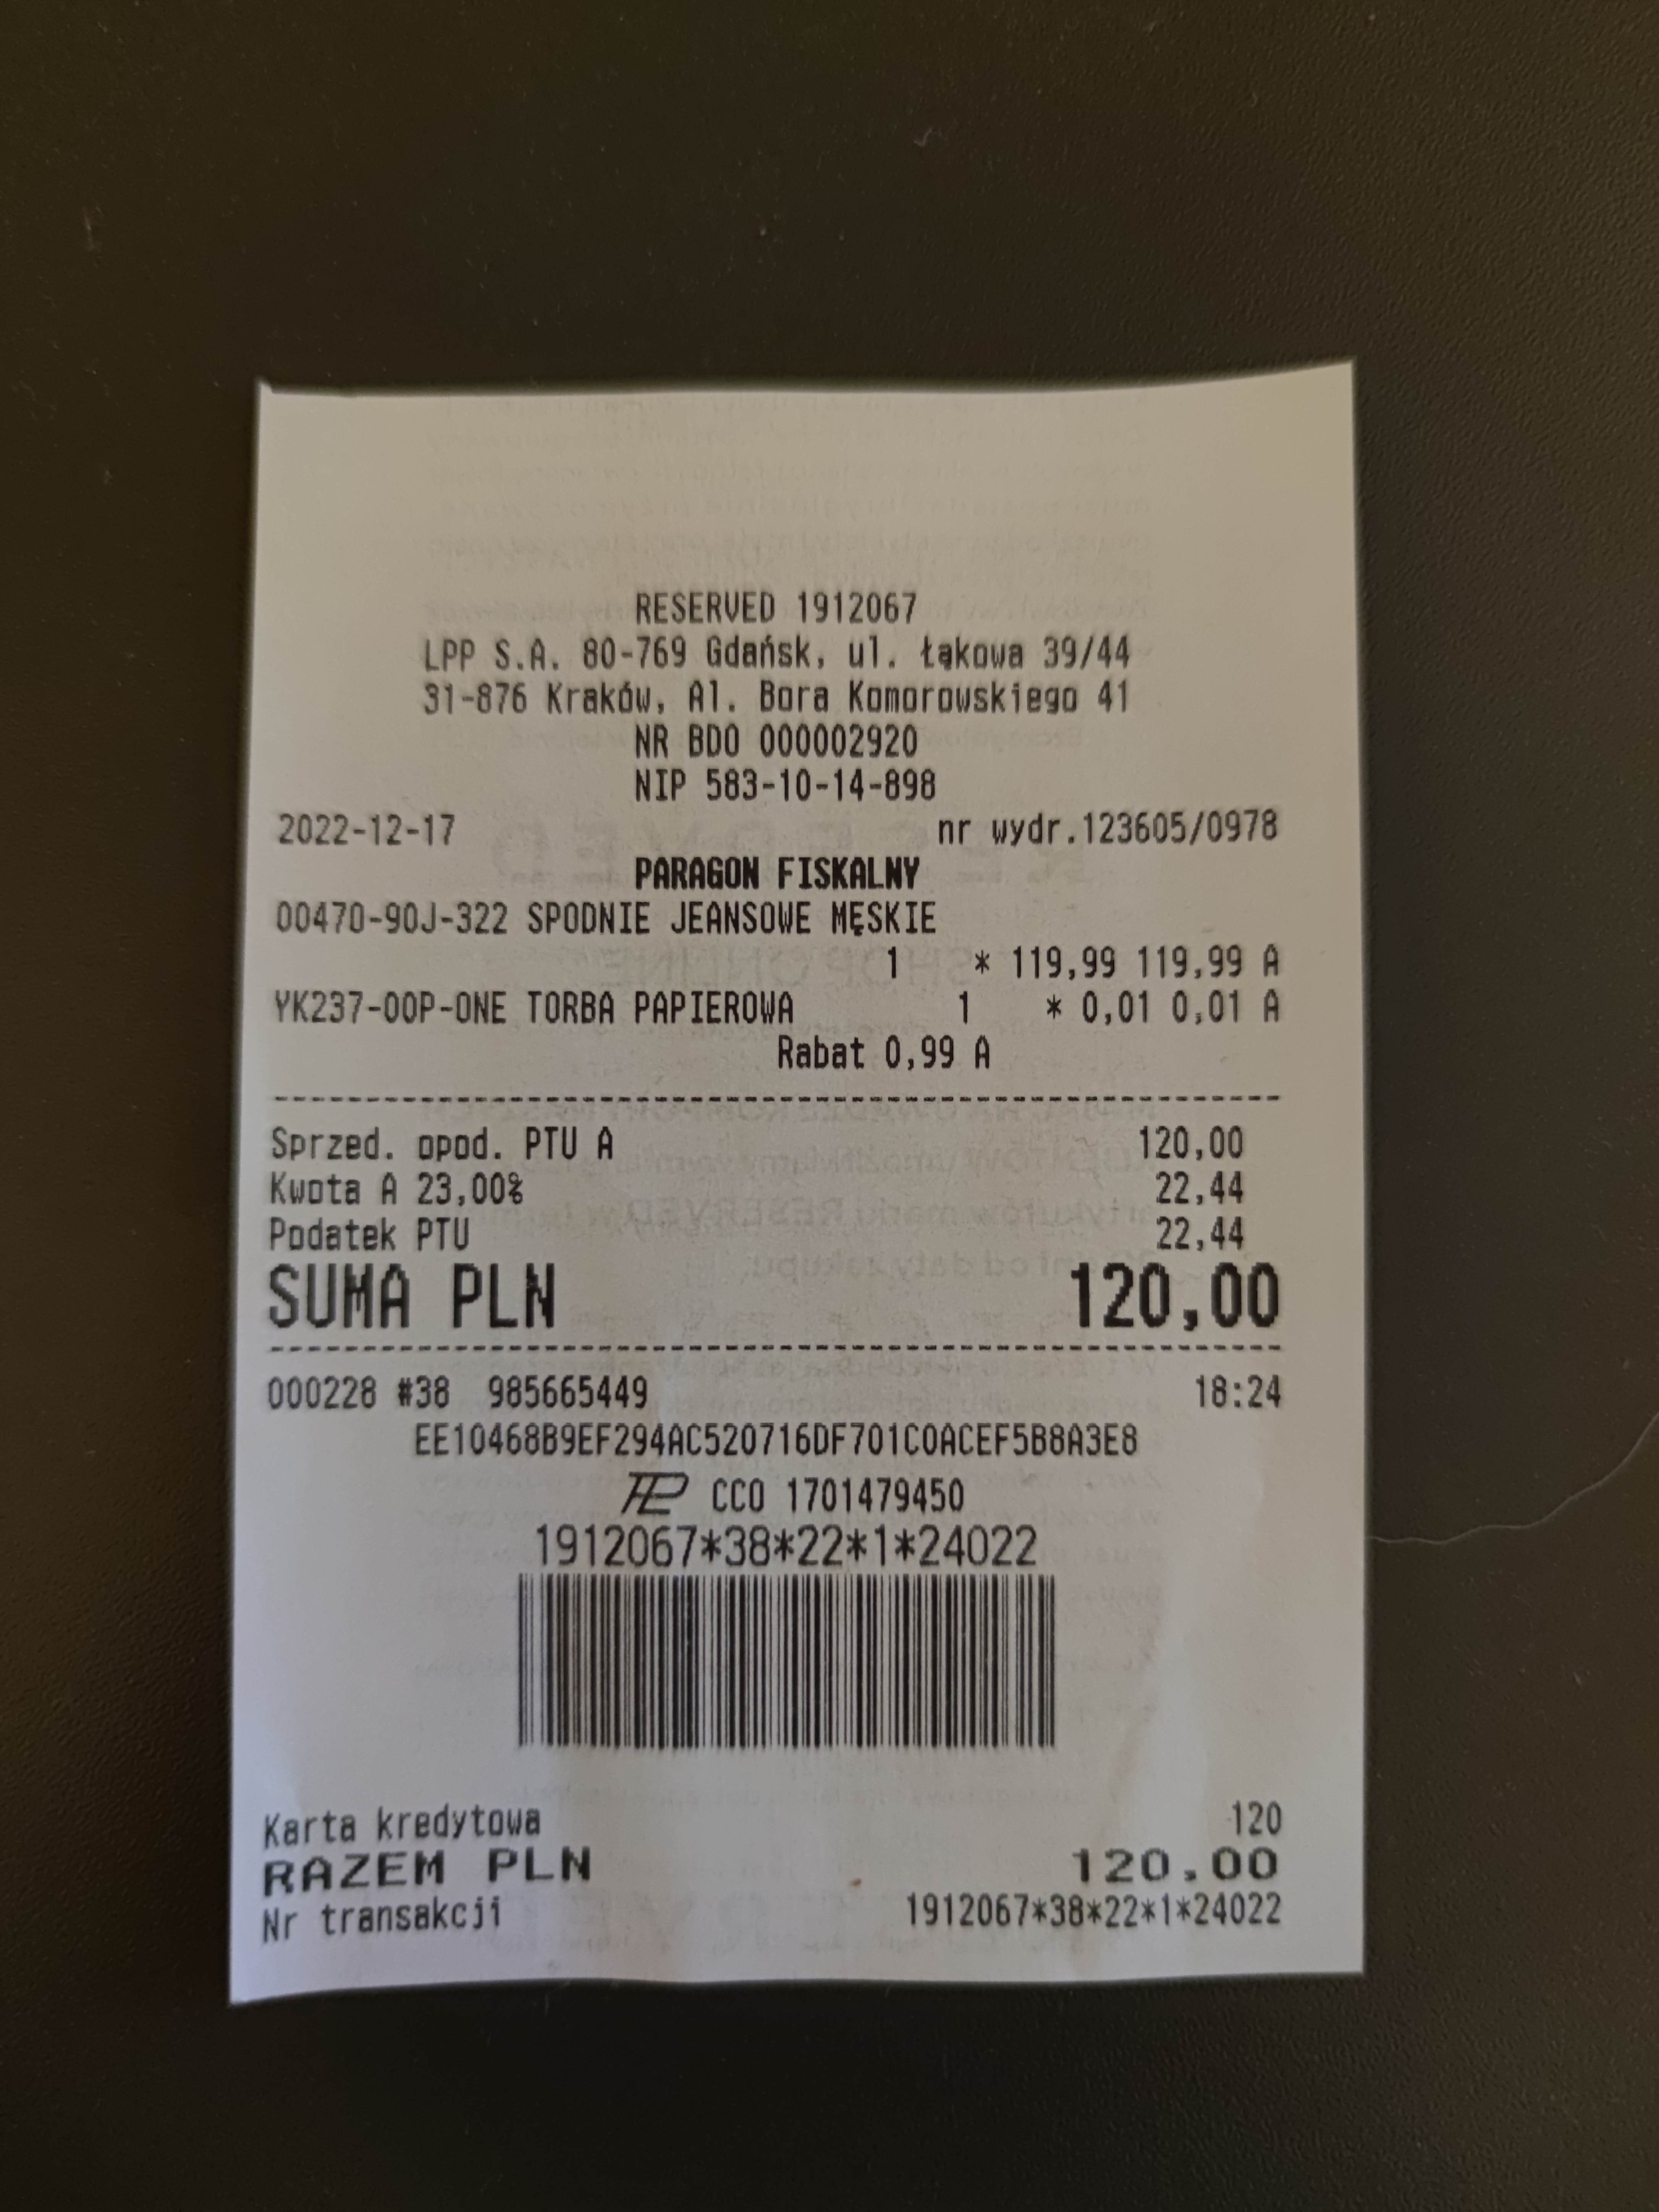 RESERVED 1912067
LPP S.A. 80-769 Gdańsk, ul. Łąkowa 39/44
31-876 Kraków, Al. Bora Komorowskiego 41
NR BDO 000002920
NIP 583-10-14-898
2022-12-17 nr wydr.123605/0978
PARAGON FISKALNY
00470-90J-322 SPODNIE JEANSOWE MĘSKIE
1 * 119,99 119,99 A
YK237-00P-ONE TORBA PAPIEROWA 1 * 0,01 0,01 A
Rabat 0,99 A
Sprzed. opod. PTU A 120,00
Kwota A 23,00% 22,44
Podatek PTU 22,44
SUMA PLN 120,00
000228 #38 985665449 18:24
EE10468B9EF294AC520716DF701C0ACEF5B8A3E8
CCO 1701479450
1912067*38*22*1*24022
Karta kredytowa 120
RAZEM PLN 120.00
Nr transakcji 1912067*38*22*1*24022